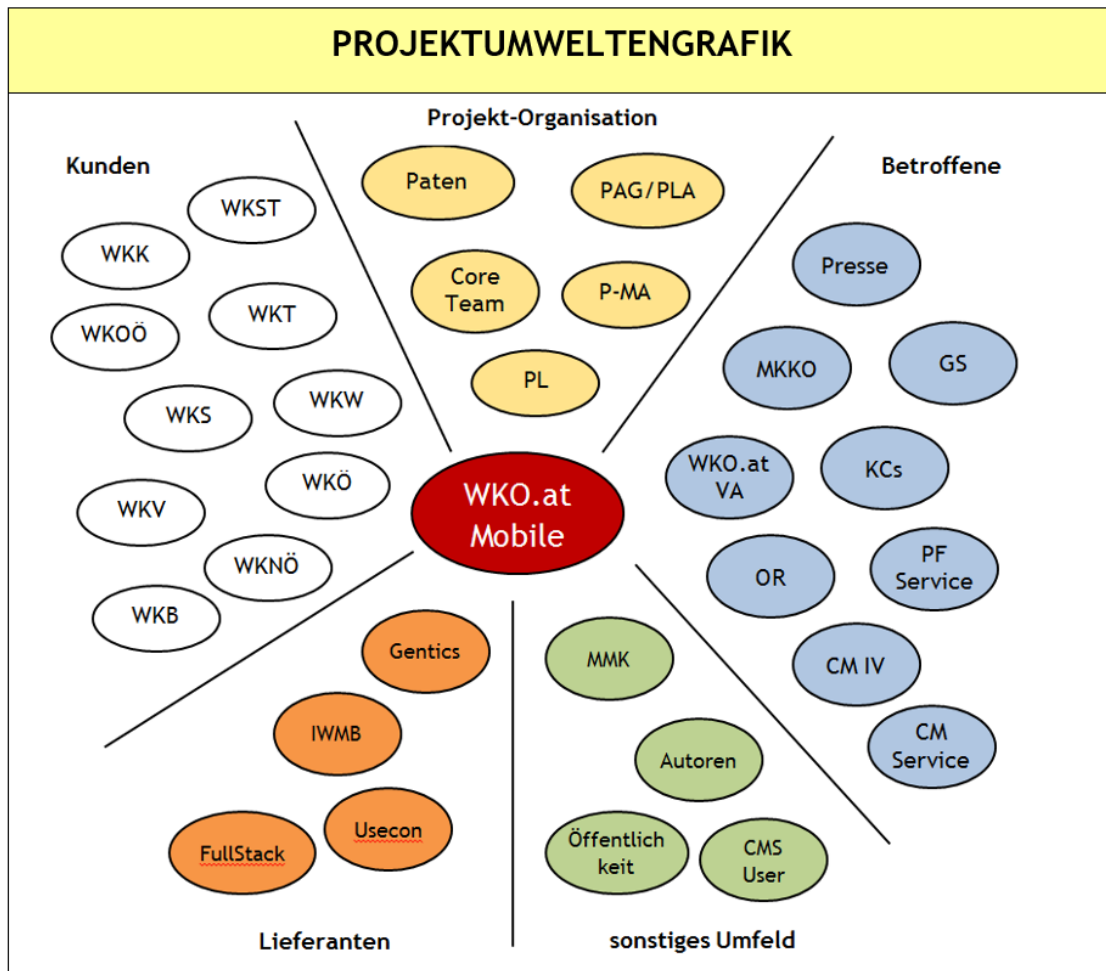 PROJEKTUMWELTENGRAFIK
Projekt-Organisation
Kunden
Betroffene
Paten
PAG/PLA
Core
Team
P-MA
PL
WKST
WKK
WKT
WKOÖ
WKW
WKS
WKÖ
WKV
WKNÖ
WKB
WKO.at
Mobile
Presse
MKKO
GS
WKO.at
VA
KCs
OR
PF
Service
CM IV
CM
Service
Gentics
IWMB
Usecon
FullStack
Lieferanten
MMK
Autoren
Öffentlich
keit
CMS
User
sonstiges Umfeld